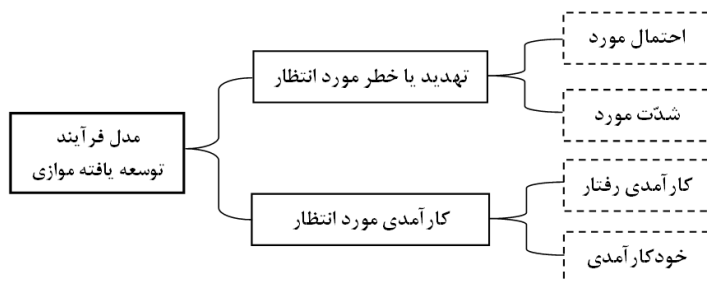 احتمال مورد
تهدید یا خطر مورد انتظار
شدّت مورد
مدل فرآیند
توسعه یافته موازی
کارآمدی رفتار
کارآمدی مورد انتظار
خودکارآمدی